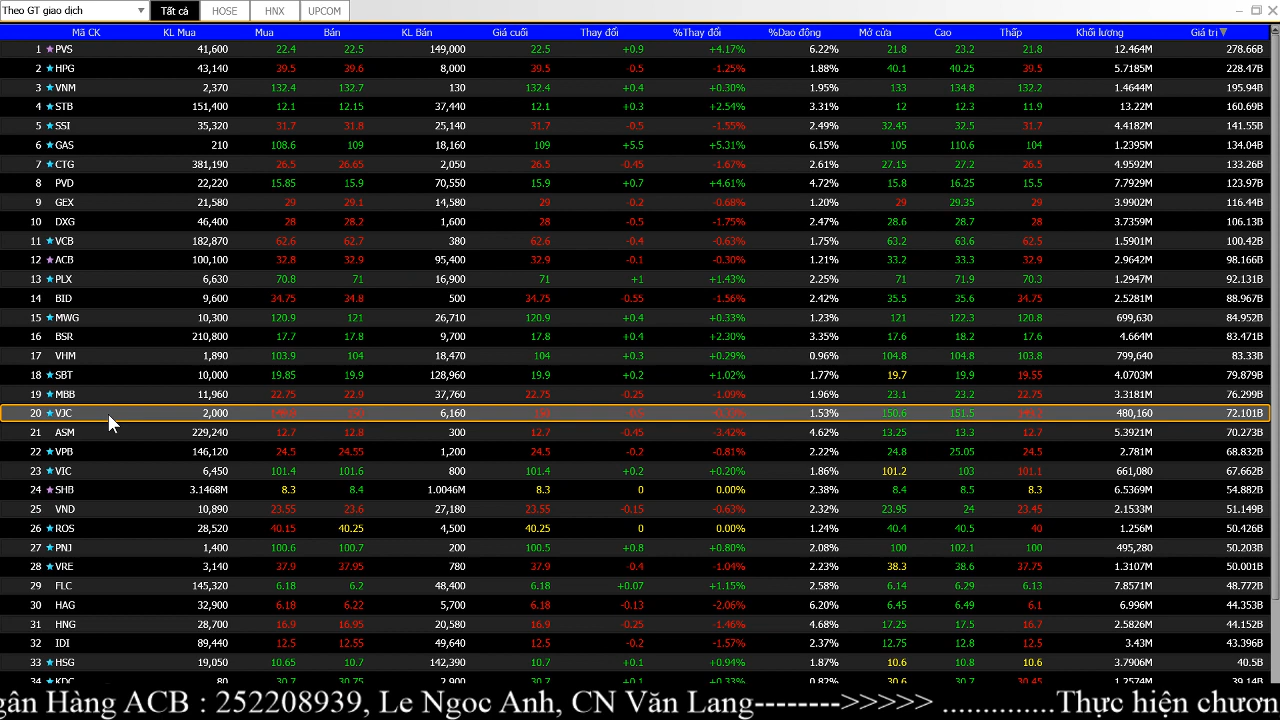 Theo GT giao dịch Tất cả HOSE HNX UPCOM
Mã CK KL Mua Mua Bán KL Bán Giá cuối Thay đổi %Thay đổi %Dao động Mở cửa Cao Thấp Khối lượng Giá trị
1 PVS 41,600 22.4 22.5 149,000 22.5 +0.9 +4.17% 6.22% 21.8 23.2 21.8 12.464M 278.66B
2 HPG 43,140 39.5 39.6 8,000 39.5 -0.5 -1.25% 1.88% 40.1 40.25 39.5 5.7185M 228.47B
3 VNM 2,370 132.4 132.7 130 132.4 +0.4 +0.30% 1.95% 133 134.8 132.2 1.4644M 195.94B
4 STB 151,400 12.1 12.15 37,440 12.1 +0.3 +2.54% 3.31% 12 12.3 11.9 13.22M 160.69B
5 SSI 35,320 31.7 31.8 25,140 31.7 -0.5 -1.55% 2.49% 32.45 32.5 31.7 4.4182M 141.55B
6 GAS 210 108.6 109 18,160 109 +5.5 +5.31% 6.15% 105 110.6 104 1.2395M 134.04B
7 CTG 381,190 26.5 26.65 2,050 26.5 -0.45 -1.67% 2.61% 27.15 27.2 26.5 4.9592M 133.26B
8 PVD 22,220 15.85 15.9 70,550 15.9 +0.7 +4.61% 4.72% 15.8 16.25 15.5 7.7929M 123.97B
9 GEX 21,580 29 29.1 14,580 29 -0.2 -0.68% 1.20% 29 29.35 29 3.9902M 116.44B
10 DXG 46,400 28 28.2 1,600 28 -0.5 -1.75% 2.47% 28.6 28.7 28 3.7359M 106.13B
11 VCB 182,870 62.6 62.7 380 62.6 -0.4 -0.63% 1.75% 63.2 63.6 62.5 1.5901M 100.42B
12 ACB 100,100 32.8 32.9 95,400 32.9 -0.1 -0.30% 1.21% 33.2 33.3 32.9 2.9642M 98.166B
13 PLX 6,630 70.8 71 16,900 71 +1 +1.43% 2.25% 71 71.9 70.3 1.2947M 92.131B
14 BID 9,600 34.75 34.8 500 34.75 -0.55 -1.56% 2.42% 35.5 35.6 34.75 2.5281M 88.967B
15 MWG 10,300 120.9 121 26,710 120.9 +0.4 +0.33% 1.23% 121 122.3 120.8 699,630 84.952B
16 BSR 210,800 17.7 17.8 9,700 17.8 +0.4 +2.30% 3.35% 17.6 18.2 17.6 4.664M 83.471B
17 VHM 1,890 103.9 104 18,470 104 +0.3 +0.29% 0.96% 104.8 104.8 103.8 799,640 83.33B
18 SBT 10,000 19.85 19.9 128,960 19.9 +0.2 +1.02% 1.77% 19.7 19.9 19.55 4.0703M 79.879B
19 MBB 11,960 22.75 22.9 37,760 22.75 -0.25 -1.09% 1.96% 23.1 23.2 22.75 3.3181M 76.299B
20 VJC 2,000 150 6,160 150 -0.5 -0.33% 1.53% 150.6 151.5 149.2 480,160 72.101B
21 ASM 229,240 12.7 12.8 300 12.7 -0.45 -3.42% 4.62% 13.25 13.3 12.7 5.3921M 70.273B
22 VPB 146,120 24.5 24.55 1,200 24.5 -0.2 -0.81% 2.20% 24.8 25.05 24.5 2.781M 68.832B
23 VIC 6,450 101.4 101.6 800 101.4 +0.2 +0.20% 1.86% 101.2 103 101.1 661,080 67.662B
24 SHB 3.1468M 8.3 8.4 1.0046M 8.3 0 0.00% 2.38% 8.4 8.5 8.3 6.5369M 54.882B
25 VND 10,890 23.55 23.6 27,180 23.55 -0.15 -0.63% 2.32% 23.95 24 23.45 2.1533M 51.149B
26 ROS 28,520 40.15 40.25 4,500 40.25 0 0.00% 1.24% 40.4 40.5 40 1.256M 50.426B
27 PNJ 1,400 100.6 100.7 200 100.5 +0.8 +0.80% 2.08% 100 102.1 100 495,280 50.203B
28 VRE 3,140 37.9 37.95 780 37.9 -0.4 -1.04% 2.23% 38.3 38.6 37.75 1.3107M 50.001B
29 FLC 145,320 6.18 6.2 48,400 6.18 +0.07 +1.15% 2.58% 6.14 6.29 6.13 7.8571M 48.772B
30 HAG 32,900 6.18 6.22 5,700 6.18 -0.13 -2.06% 6.20% 6.45 6.49 6.1 6.996M 44.353B
31 HNG 28,700 16.9 16.95 20,580 16.9 -0.25 -1.46% 4.68% 17.25 17.5 16.7 2.5826M 44.152B
32 IDI 89,440 12.5 12.55 49,640 12.5 -0.2 -1.57% 2.37% 12.75 12.8 12.5 3.43M 43.396B
33 HSG 19,050 10.65 10.7 142,390 10.7 +0.1 +0.94% 1.87% 10.6 10.8 10.6 3.7906M 40.5B
34 KDC 80 30.7 30.75 2,900 30.7 +0.1 +0.33% 0.82% 30.6 30.7 30.45 1.2574M 39.14B
gân Hàng ACB : 252208939, Le Ngoc Anh, CN Văn Lang-------->>>>> .............Thực hiện chươn